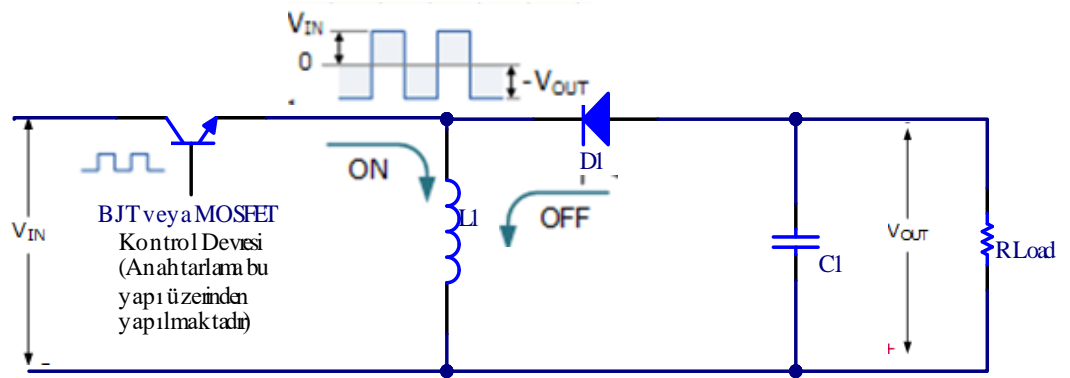 VIN
0
-VOUT
ON
D1
BJT veya MOSFET
L1
OFF
VIN
Kontrol Devresi
VOUT
RLoad
(Anahtarlama bu
C1
yapı üzerinden
yapılmaktadır)
+
-